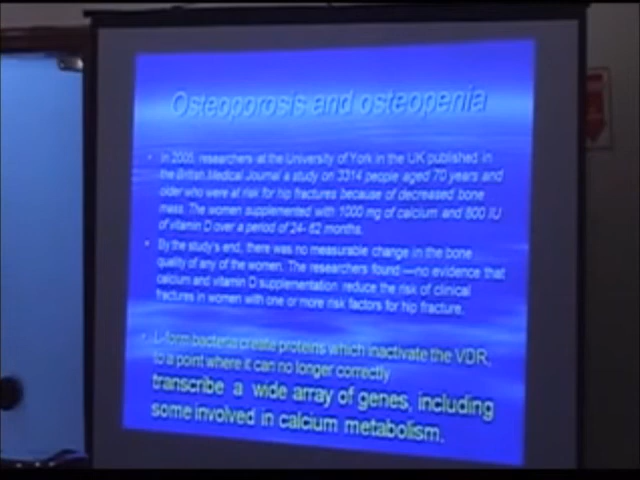 Osteoporosis and osteopenia
• In 2005, researchers at the University of York in the UK published in
the British Medical Journal a study on 3314 people aged 70 years and
older who were at risk for hip fractures because of decreased bone
mass. The women supplemented with 1000 mg of calcium and 800 IU
of vitamin D over a period of 24- 62 months.
• By the study's end, there was no measurable change in the bone
quality of any of the women. The researchers found —no evidence that
calcium and vitamin D supplementation reduce the risk of clinical
fractures in women with one or more risk factors for hip fracture.
• L-form bacteria create proteins which inactivate the VDR,
to a point where it can no longer correctly
transcribe a wide array of genes, including
some involved in calcium metabolism.